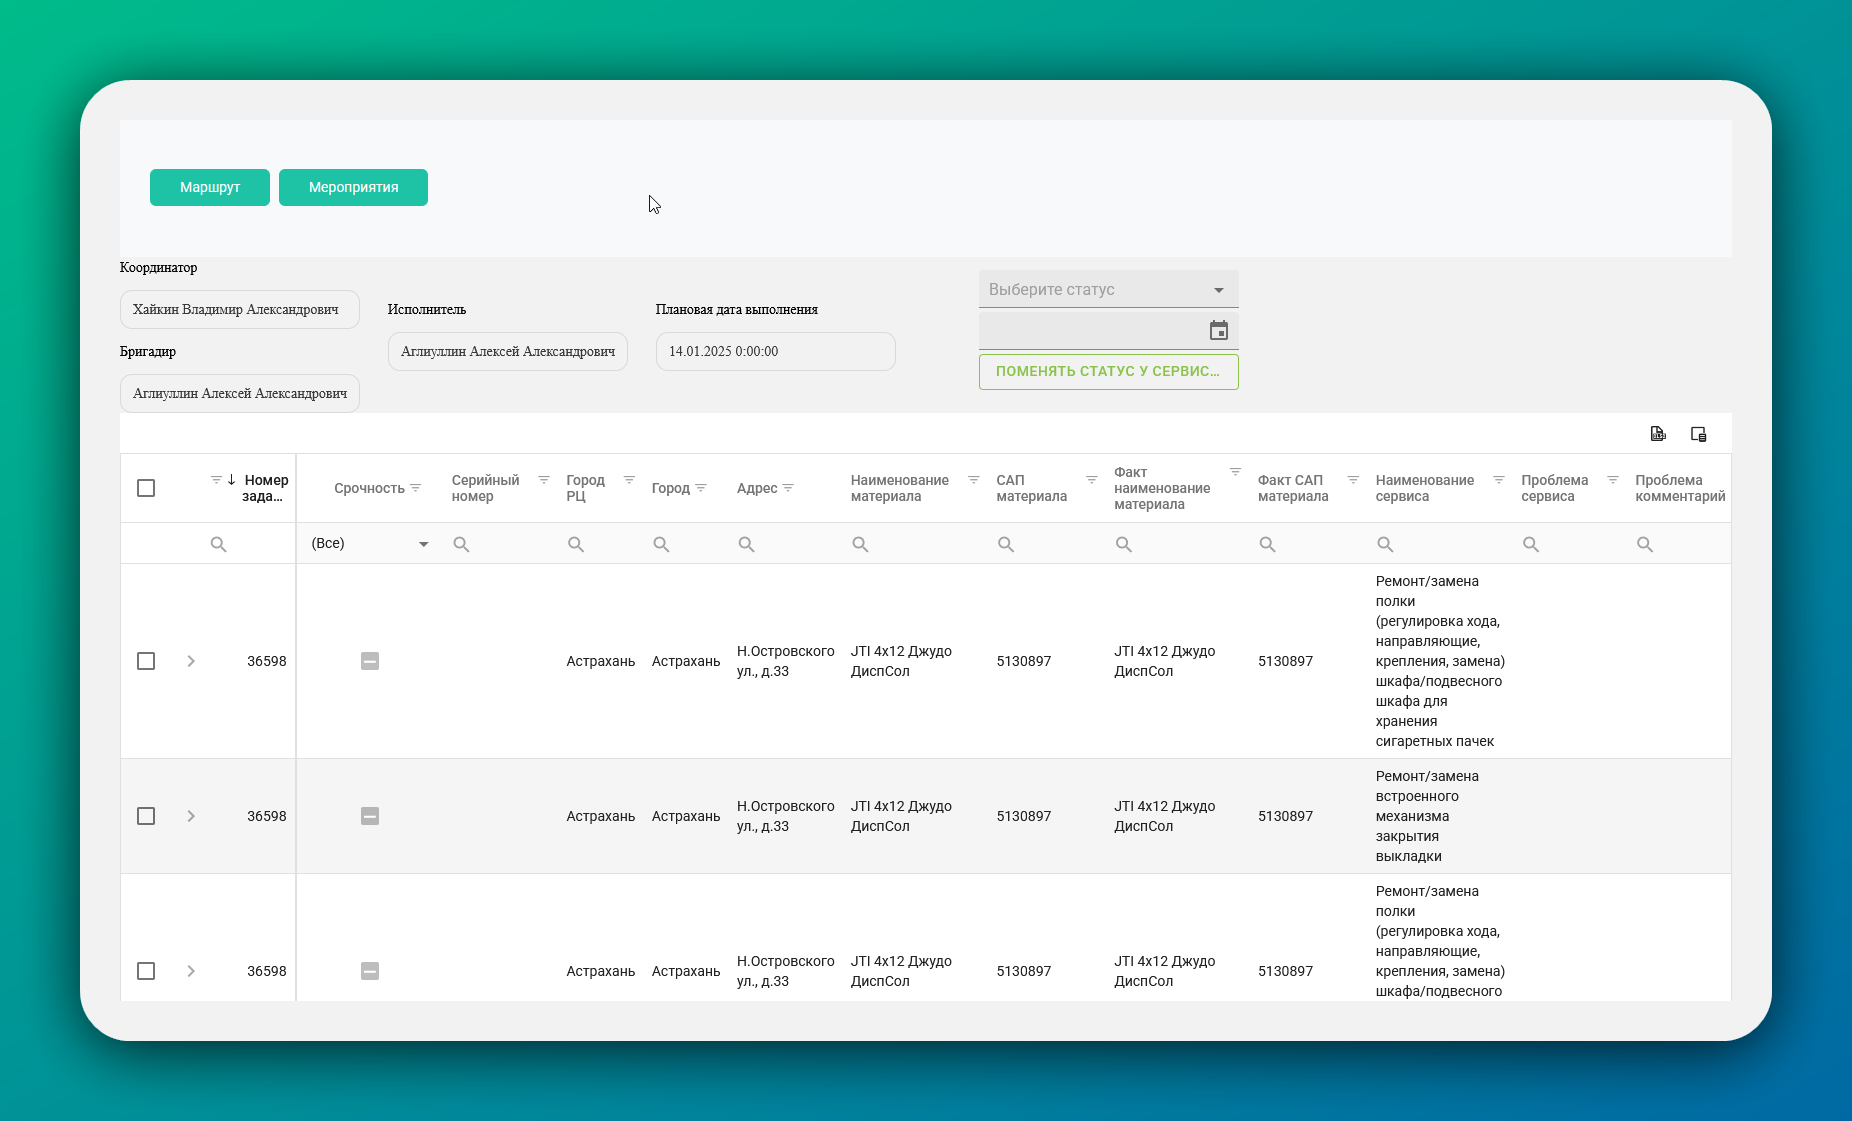 Маршрут
Мероприятия
Координатор
Хайкин Владимир Александрович
Исполнитель
Аглиуллин Алексей Александрович
Плановая дата выполнения
14.01.2025 0:00:00
Бригадир
Аглиуллин Алексей Александрович
Выберите статус
ПОМЕНЯТЬ СТАТУС У СЕРВИС...
Номер
зада...
Срочность
Серийный
номер
Город
РЦ
Город
Адрес
Наименование
материала
САП
материала
Факт
наименование
материала
Факт САП
материала
Наименование
сервиса
Проблема
сервиса
Проблема
комментарий
(Все)
36598
Астрахань
Астрахань
Н.Островского
ул., д.33
JTI 4x12 Джудо
ДиспСол
5130897
JTI 4x12 Джудо
ДиспСол
5130897
Ремонт/замена
полки
(регулировка хода,
направляющие,
крепления, замена)
шкафа/подвесного
шкафа для
хранения
сигаретных пачек
36598
Астрахань
Астрахань
Н.Островского
ул., д.33
JTI 4x12 Джудо
ДиспСол
5130897
JTI 4x12 Джудо
ДиспСол
5130897
Ремонт/замена
встроенного
механизма
закрытия
выкладки
36598
Астрахань
Астрахань
Н.Островского
ул., д.33
JTI 4x12 Джудо
ДиспСол
5130897
JTI 4x12 Джудо
ДиспСол
5130897
Ремонт/замена
полки
(регулировка хода,
направляющие,
крепления, замена)
шкафа/подвесного